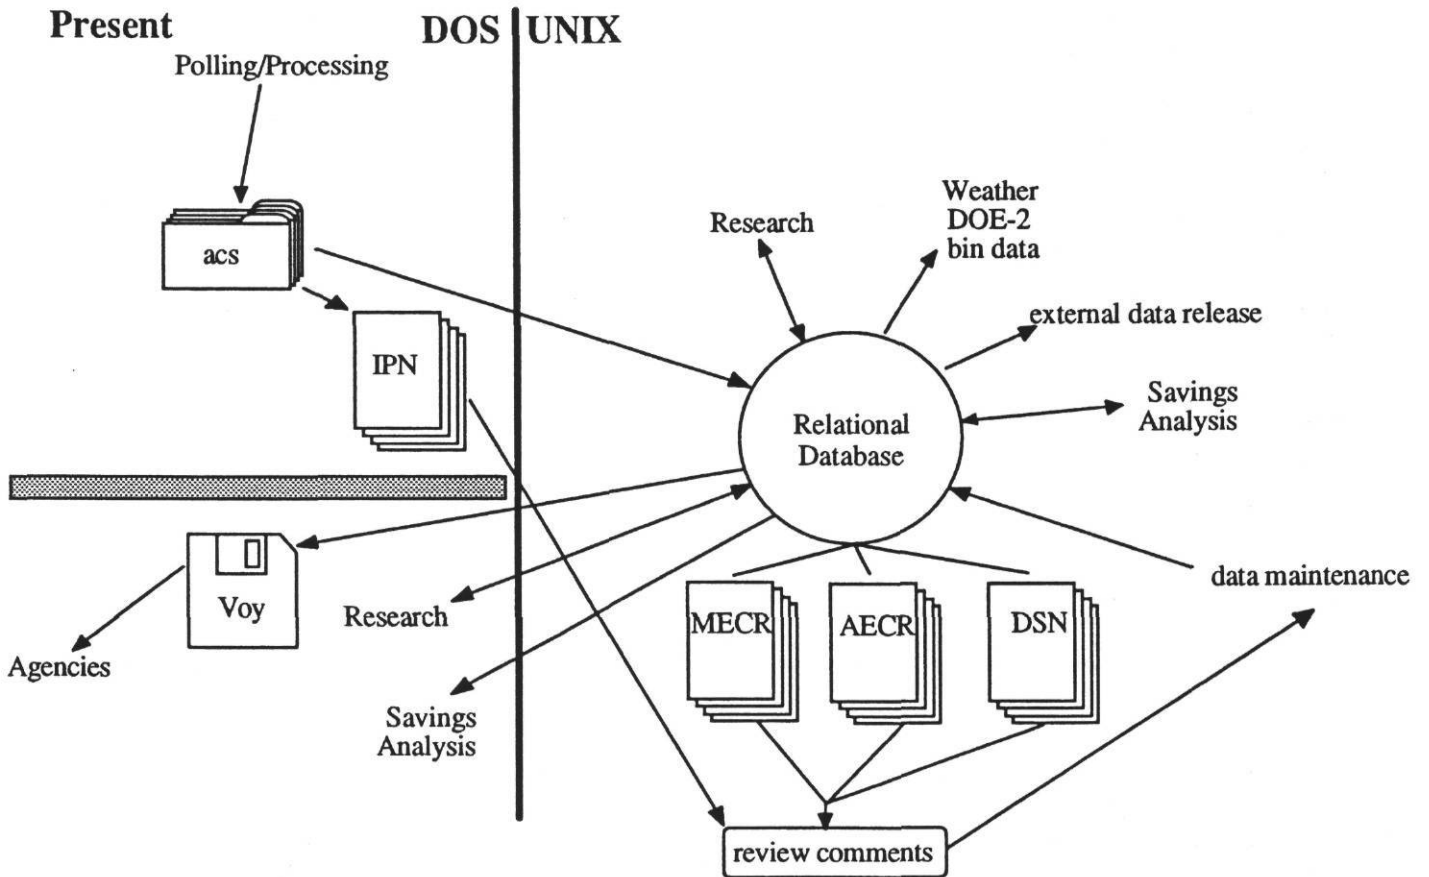 Present
DOS
UNIX
Polling/Processing
acs
IPN
Research
Weather
DOE-2
bin data
external data release
Savings
Analysis
Relational
Database
Voy
Agencies
Research
Savings
Analysis
MECR
AECR
DSN
data maintenance
review comments